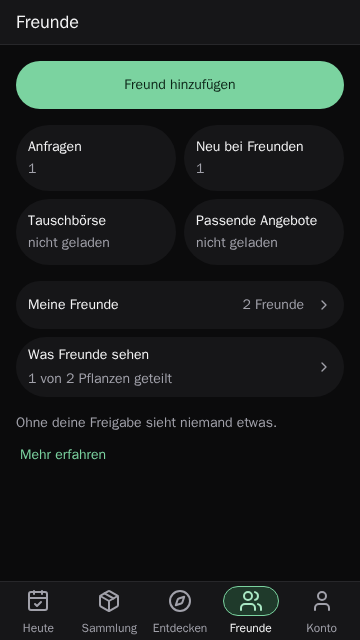 Freunde
Freund hinzufügen
Anfragen
1
Neu bei Freunden
1
Tauschbörse
nicht geladen
Passende Angebote
nicht geladen
Meine Freunde
2 Freunde
Was Freunde sehen
1 von 2 Pflanzen geteilt
Ohne deine Freigabe sieht niemand etwas.
Mehr erfahren
Heute
Sammlung
Entdecken
Freunde
Konto